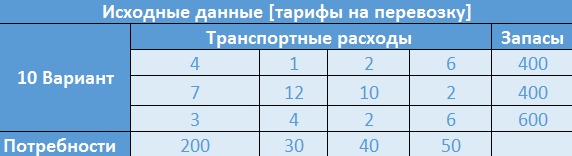 Исходные данные [тарифы на перевозку]
Транспортные расходы Запасы
10 Вариант
4 1 2 6 400
7 12 10 2 400
3 4 2 6 600
Потребности 200 30 40 50